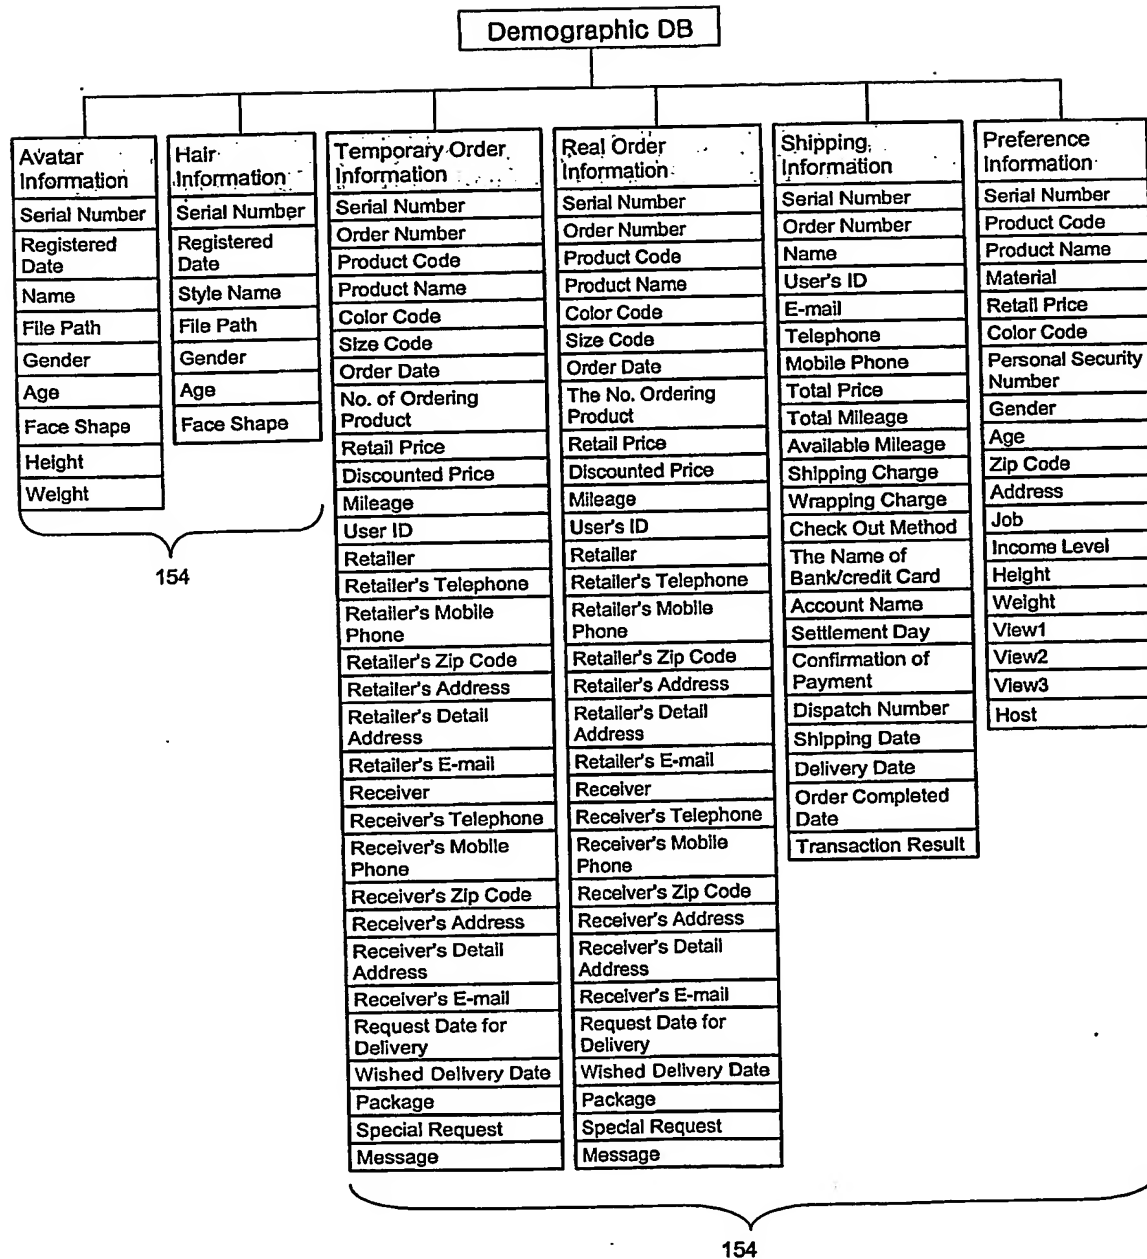 Demographic DB
Avatar
Information
Serial Number
Registered
Date
Name
File Path
Gender
Age
Face Shape
Height
Weight
154
Hair
Information
Serial Number
Registered
Date
Style Name
File Path
Gender
Age
Face Shape
Temporary Order
Information
Serial Number
Order Number
Product Code
Product Name
Color Code
Size Code
Order Date
No. of Ordering
Product
Retail Price
Discounted Price
Mileage
User ID
Retailer
Retailer's Telephone
Retailer's Mobile
Phone
Retailer's Zip Code
Retailer's Address
Retailer's Detail
Address
Retailer's E-mail
Receiver
Receiver's Telephone
Receiver's Mobile
Phone
Receiver's Zip Code
Receiver's Address
Receiver's Detail
Address
Receiver's E-mail
Request Date for
Delivery
Wished Delivery Date
Package
Special Request
Message
Real Order
Information
Serial Number
Order Number
Product Code
Product Name
Color Code
Size Code
Order Date
The No. Ordering
Product
Retail Price
Discounted Price
Mileage
User's ID
Retailer
Retailer's Telephone
Retailer's Mobile
Phone
Retailer's Zip Code
Retailer's Address
Retailer's Detail
Address
Retailer's E-mail
Receiver
Receiver's Telephone
Receiver's Mobile
Phone
Receiver's Zip Code
Receiver's Address
Receiver's Detail
Address
Receiver's E-mail
Request Date for
Delivery
Wished Delivery Date
Package
Special Request
Message
Shipping
Information
Serial Number
Order Number
Name
User's ID
E-mail
Telephone
Mobile Phone
Total Price
Total Mileage
Available Mileage
Shipping Charge
Wrapping Charge
Check Out Method
The Name of
Bank/credit Card
Account Name
Settlement Day
Confirmation of
Payment
Dispatch Number
Shipping Date
Delivery Date
Order Completed
Date
Transaction Result
Preference
Information
Serial Number
Product Code
Product Name
Material
Retail Price
Color Code
Personal Security
Number
Gender
Age
Zip Code
Address
Job
Income Level
Height
Weight
View1
View2
View3
Host
154